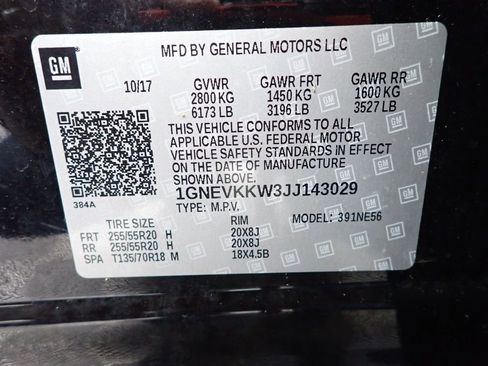 GM
MFD BY GENERAL MOTORS LLC
10/17 GVWR GAWR FRT GAWR RR
2800 KG 1450 KG 1600 KG
6173 LB 3196 LB 3527 LB
THIS VEHICLE CONFORMS TO ALL
APPLICABLE U.S. FEDERAL MOTOR
VEHICLE SAFETY STANDARDS IN EFFECT
ON THE DATE OF MANUFACTURE
SHOWN ABOVE.
384A
1GNEVKKW3JJ143029
TYPE: M.P.V. MODEL: 391NE56
TIRE SIZE RIM
FRT 255/55R20 H 20X8J
RR 255/55R20 H 20X8J
SPA T135/70R18 M 18X4.5B